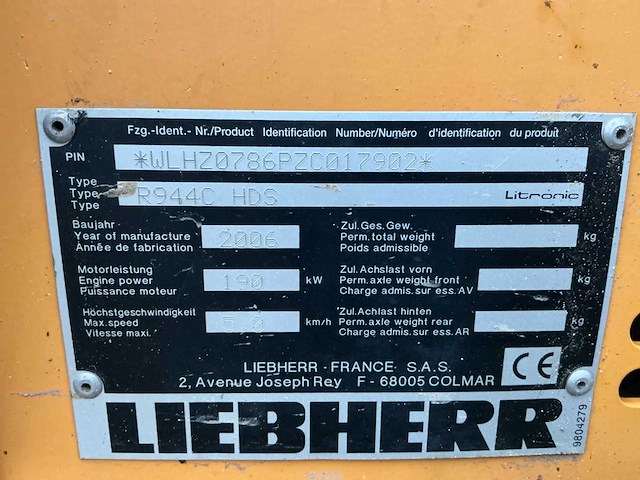 Fzg.-Ident.- Nr./Product Identification Number/Numéro d'identification du produit
PIN *WLHZ0786PZC017902*
Type
Type R944C HDS Litronic
Type
Baujahr
Year of manufacture 2006
Année de fabrication
Zul.Ges.Gew.
Perm.total weight kg
Poids admissible
Motorleistung
Engine power 190 kW
Puissance moteur
Zul.Achslast vorn
Perm.axle weight front kg
Charge admis.sur ess.AV
Höchstgeschwindigkeit
Max.speed km/h
Vitesse maxi.
Zul.Achlast hinten
Perm.axle weight rear kg
Charge admis.sur ess.AR
LIEBHERR - FRANCE S.A.S.
2, Avenue Joseph Rey F - 68005 COLMAR
CE
LIEBHERR
9804279